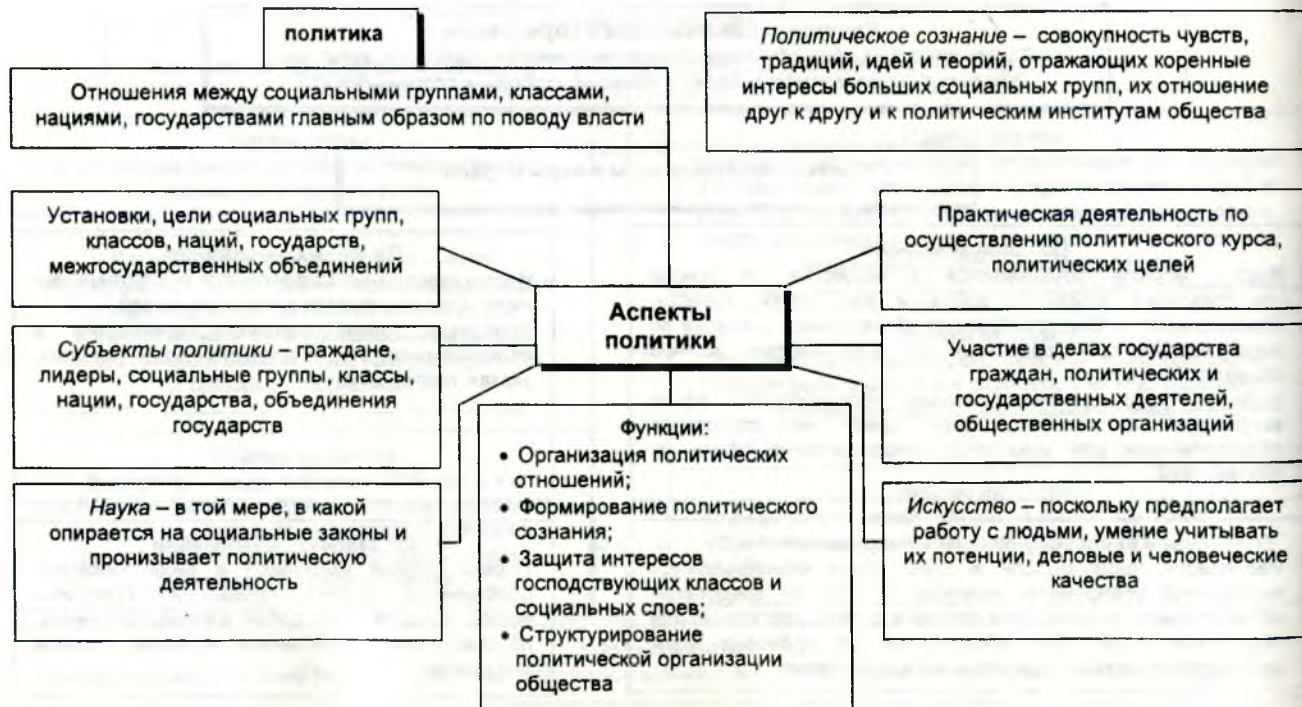 политика
Отношения между социальными группами, классами,
нациями, государствами главным образом по поводу власти
Политическое сознание – совокупность чувств,
традиций, идей и теорий, отражающих коренные
интересы больших социальных групп, их отношение
друг к другу и к политическим институтам общества
Установки, цели социальных групп,
классов, наций, государств,
межгосударственных объединений
Практическая деятельность по
осуществлению политического курса,
политических целей
Аспекты
политики
Субъекты политики – граждане,
лидеры, социальные группы, классы,
нации, государства, объединения
государств
Участие в делах государства
граждан, политических и
государственных деятелей,
общественных организаций
Наука – в той мере, в какой
опирается на социальные законы и
пронизывает политическую
деятельность
Функции:
• Организация политических
отношений;
• Формирование политического
сознания;
• Защита интересов
господствующих классов и
социальных слоев;
• Структурирование
политической организации
общества
Искусство – поскольку предполагает
работу с людьми, умение учитывать
их потенции, деловые и человеческие
качества